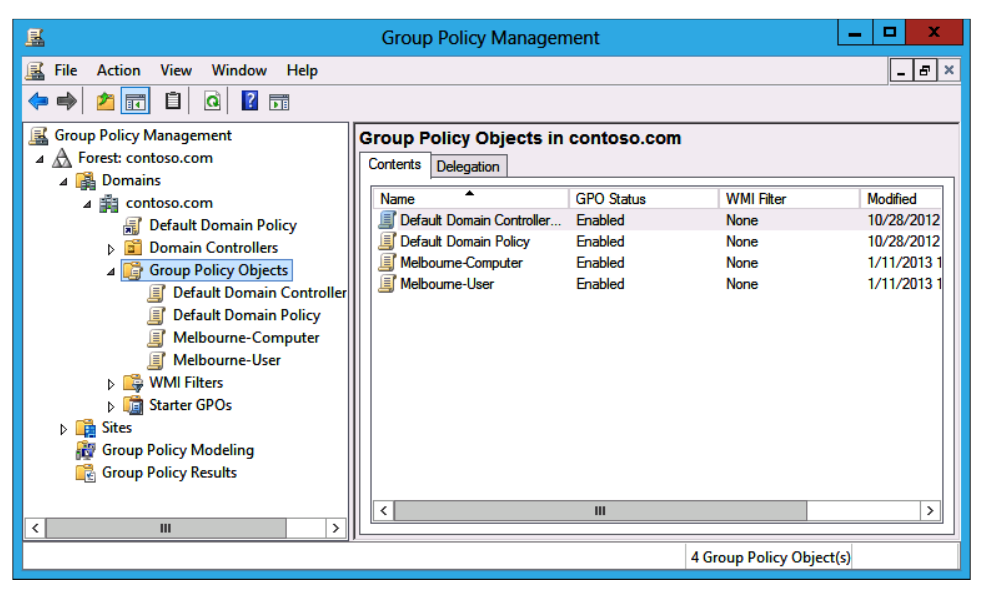 Group Policy Management
File Action View Window Help
Group Policy Management
Forest: contoso.com
Domains
contoso.com
Default Domain Policy
Domain Controllers
Group Policy Objects
Default Domain Controller
Default Domain Policy
Melbourne-Computer
Melbourne-User
WMI Filters
Starter GPOs
Sites
Group Policy Modeling
Group Policy Results
Group Policy Objects in contoso.com
Contents Delegation
Name GPO Status WMI Filter Modified
Default Domain Controller... Enabled None 10/28/2012
Default Domain Policy Enabled None 10/28/2012
Melbourne-Computer Enabled None 1/11/2013 1
Melbourne-User Enabled None 1/11/2013 1
4 Group Policy Object(s)